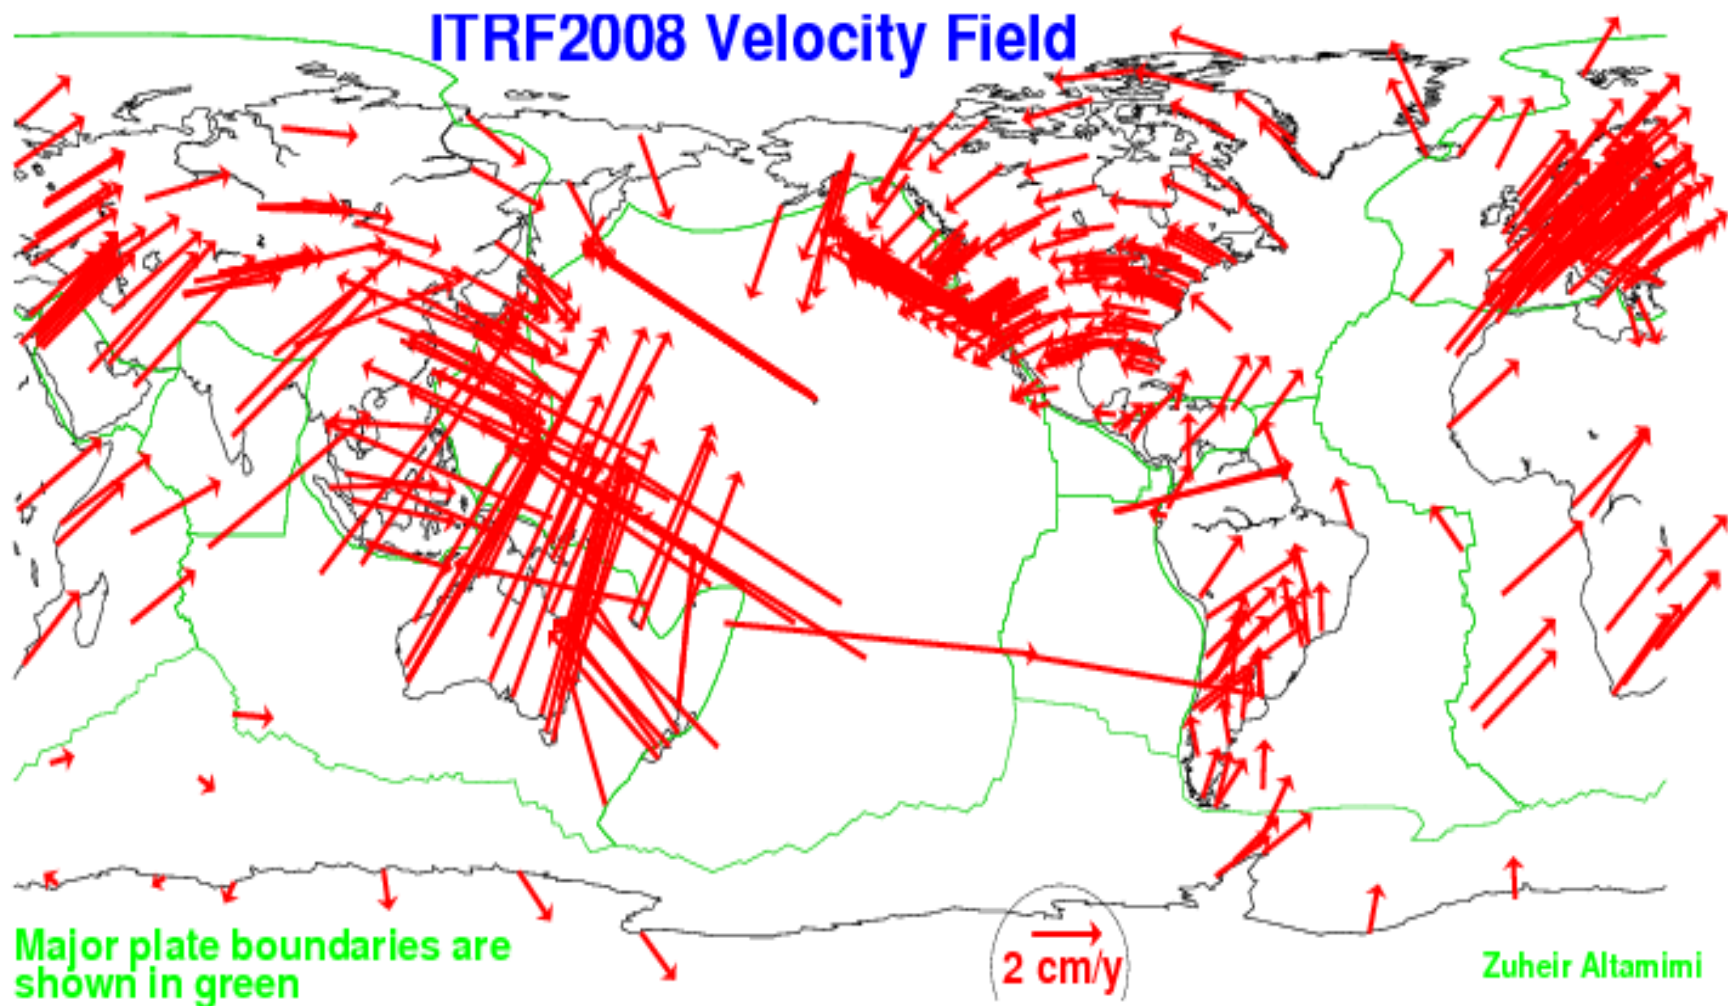 ITRF2008 Velocity Field
Major plate boundaries are
shown in green
2 cm/y
Zuheir Altamimi